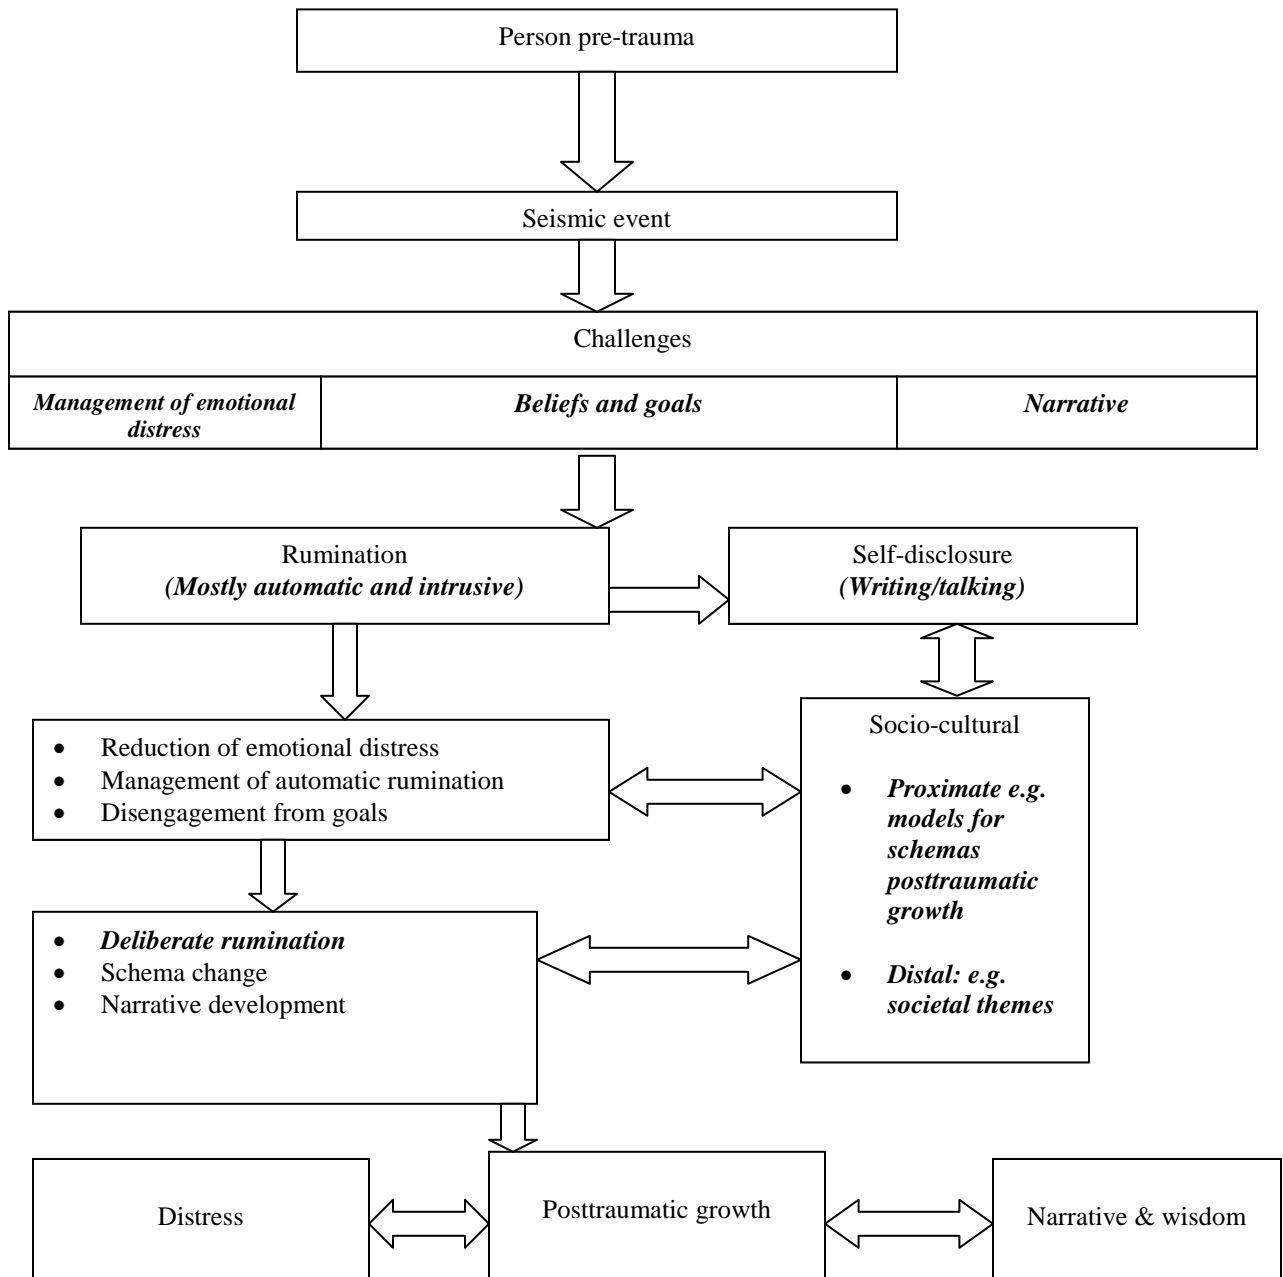 Person pre-trauma
Seismic event
Challenges
Management of emotional
distress
Beliefs and goals
Narrative
Rumination
(Mostly automatic and intrusive)
Self-disclosure
(Writing/talking)
• Reduction of emotional distress
• Management of automatic rumination
• Disengagement from goals
Socio-cultural
• Proximate e.g.
models for
schemas
posttraumatic
growth
• Distal: e.g.
societal themes
• Deliberate rumination
• Schema change
• Narrative development
Distress
Posttraumatic growth
Narrative & wisdom